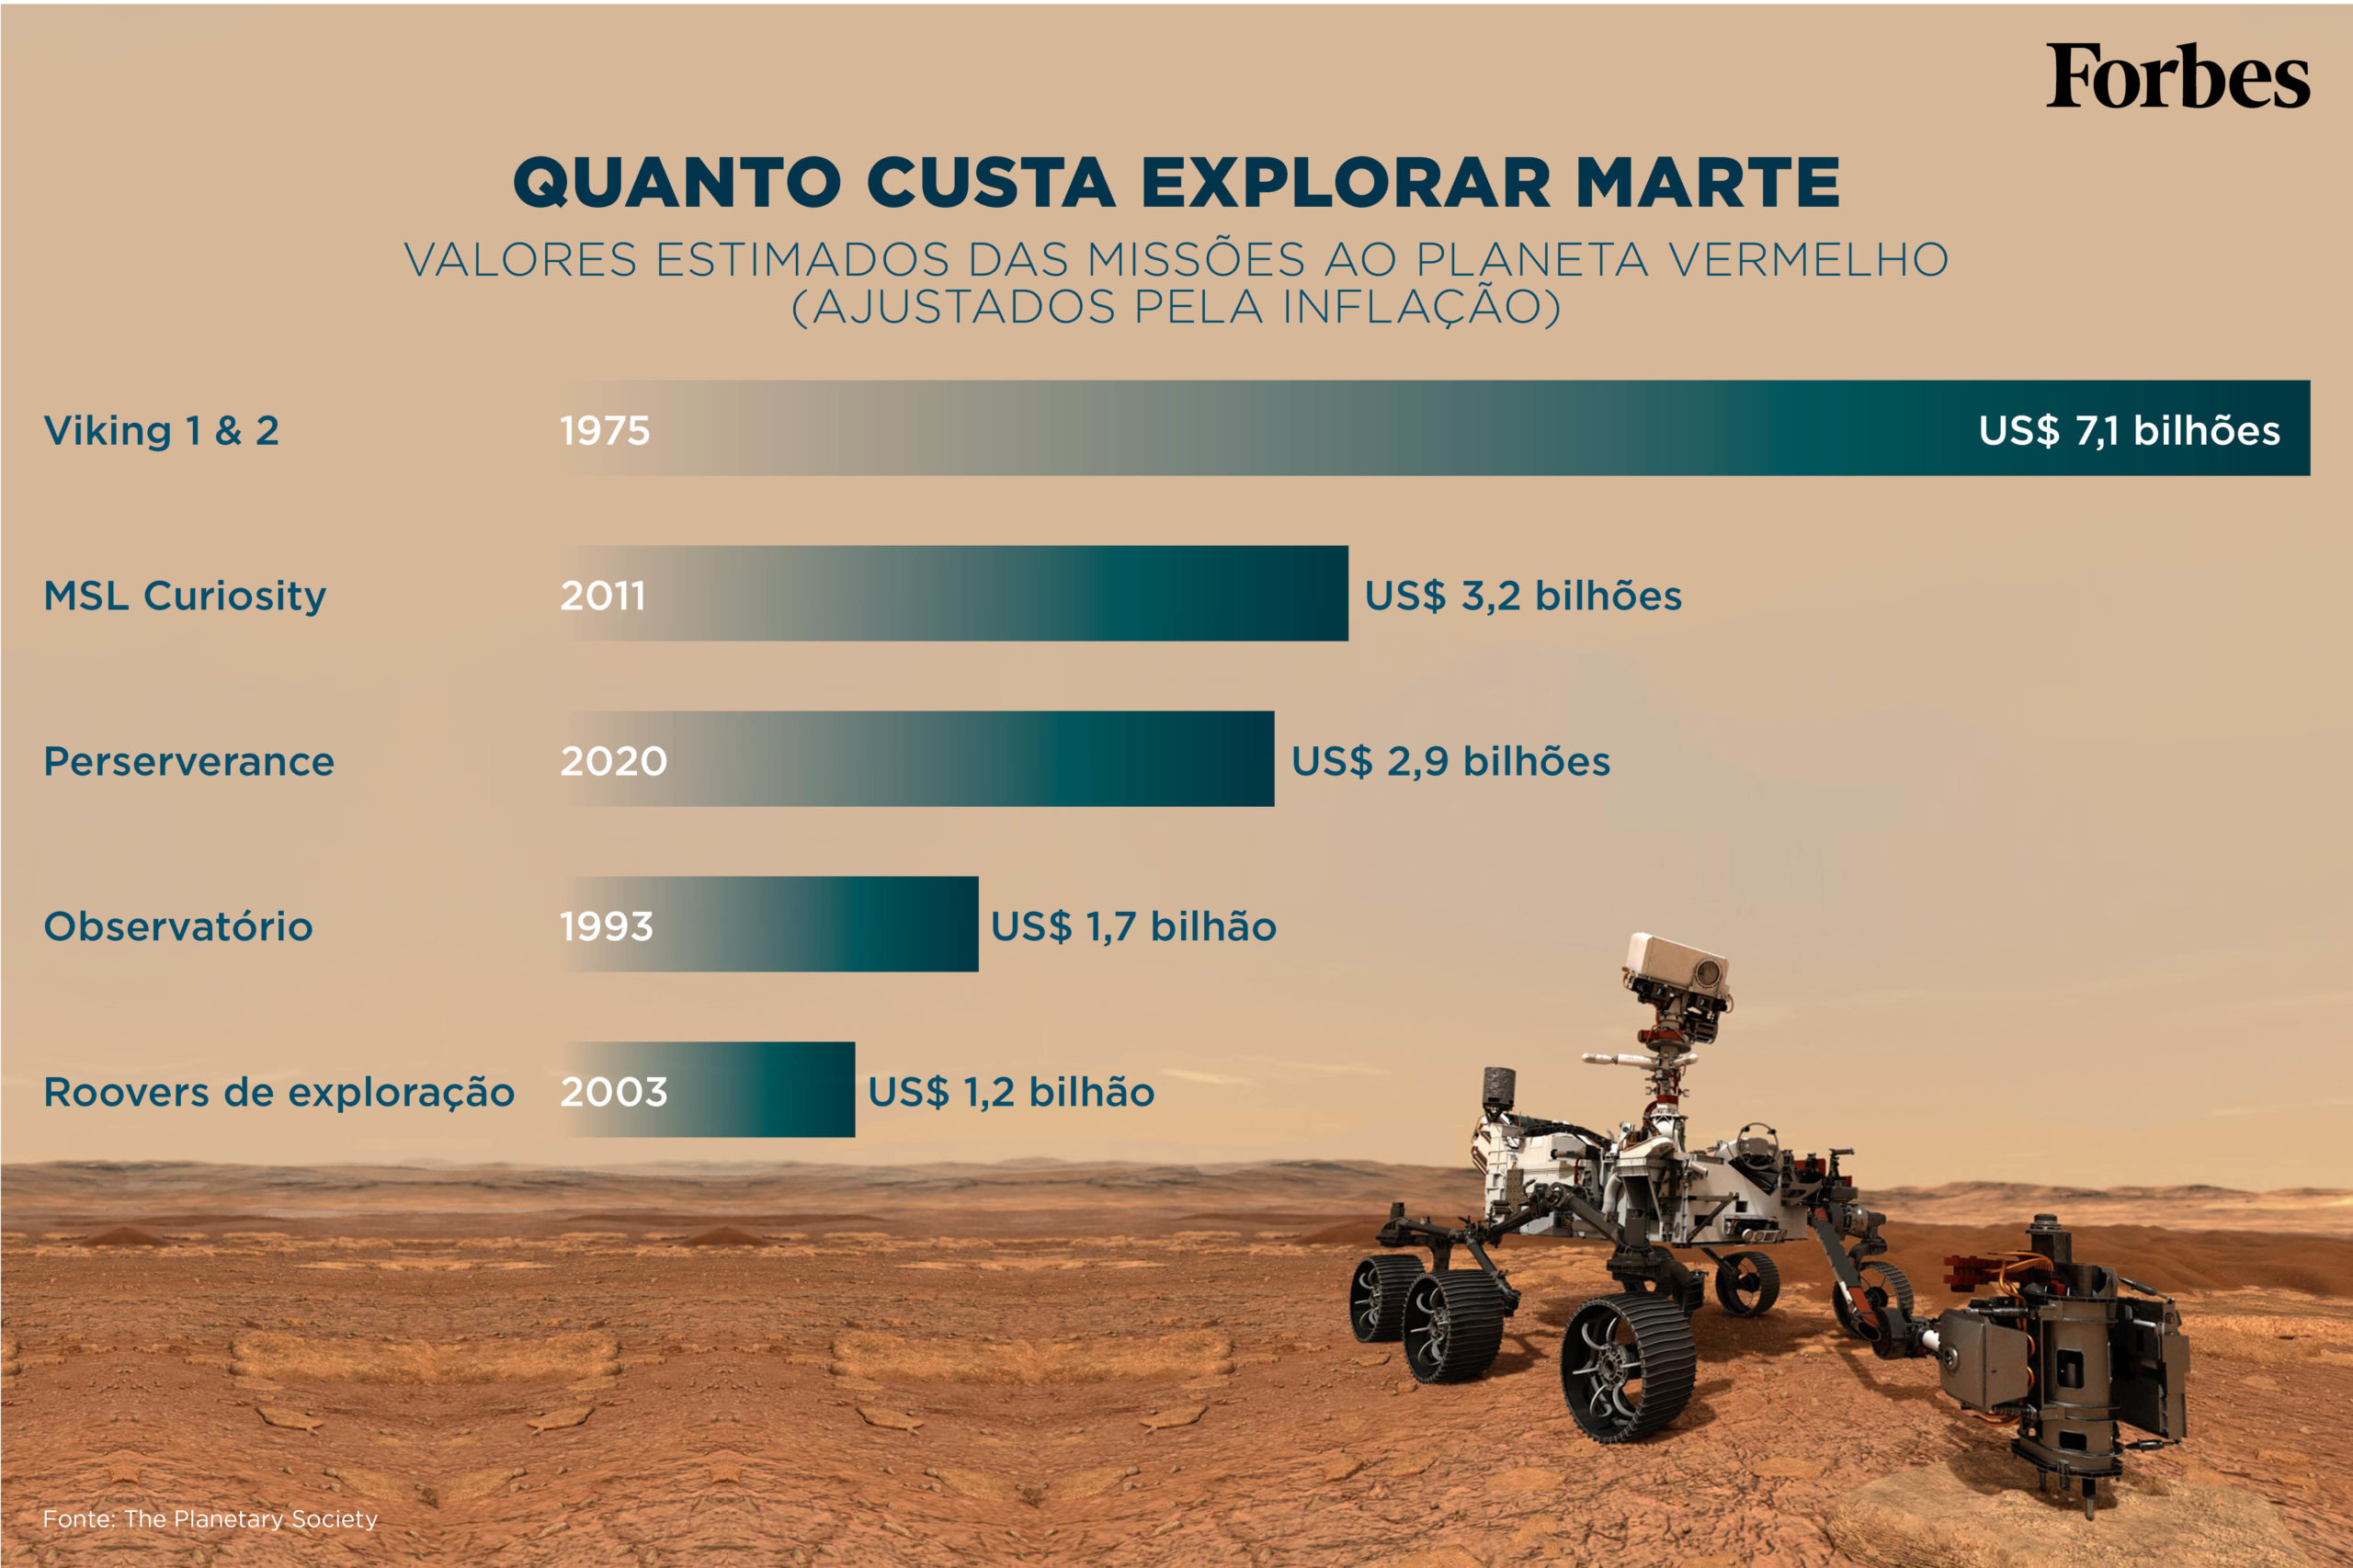 Forbes
QUANTO CUSTA EXPLORAR MARTE
VALORES ESTIMADOS DAS MISSÕES AO PLANETA VERMELHO
(AJUSTADOS PELA INFLAÇÃO)
Viking 1 & 2 1975 US$ 7,1 bilhões
MSL Curiosity 2011 US$ 3,2 bilhões
Perserverance 2020 US$ 2,9 bilhões
Observatório 1993 US$ 1,7 bilhão
Roovers de exploração 2003 US$ 1,2 bilhão
Fonte: The Planetary Society